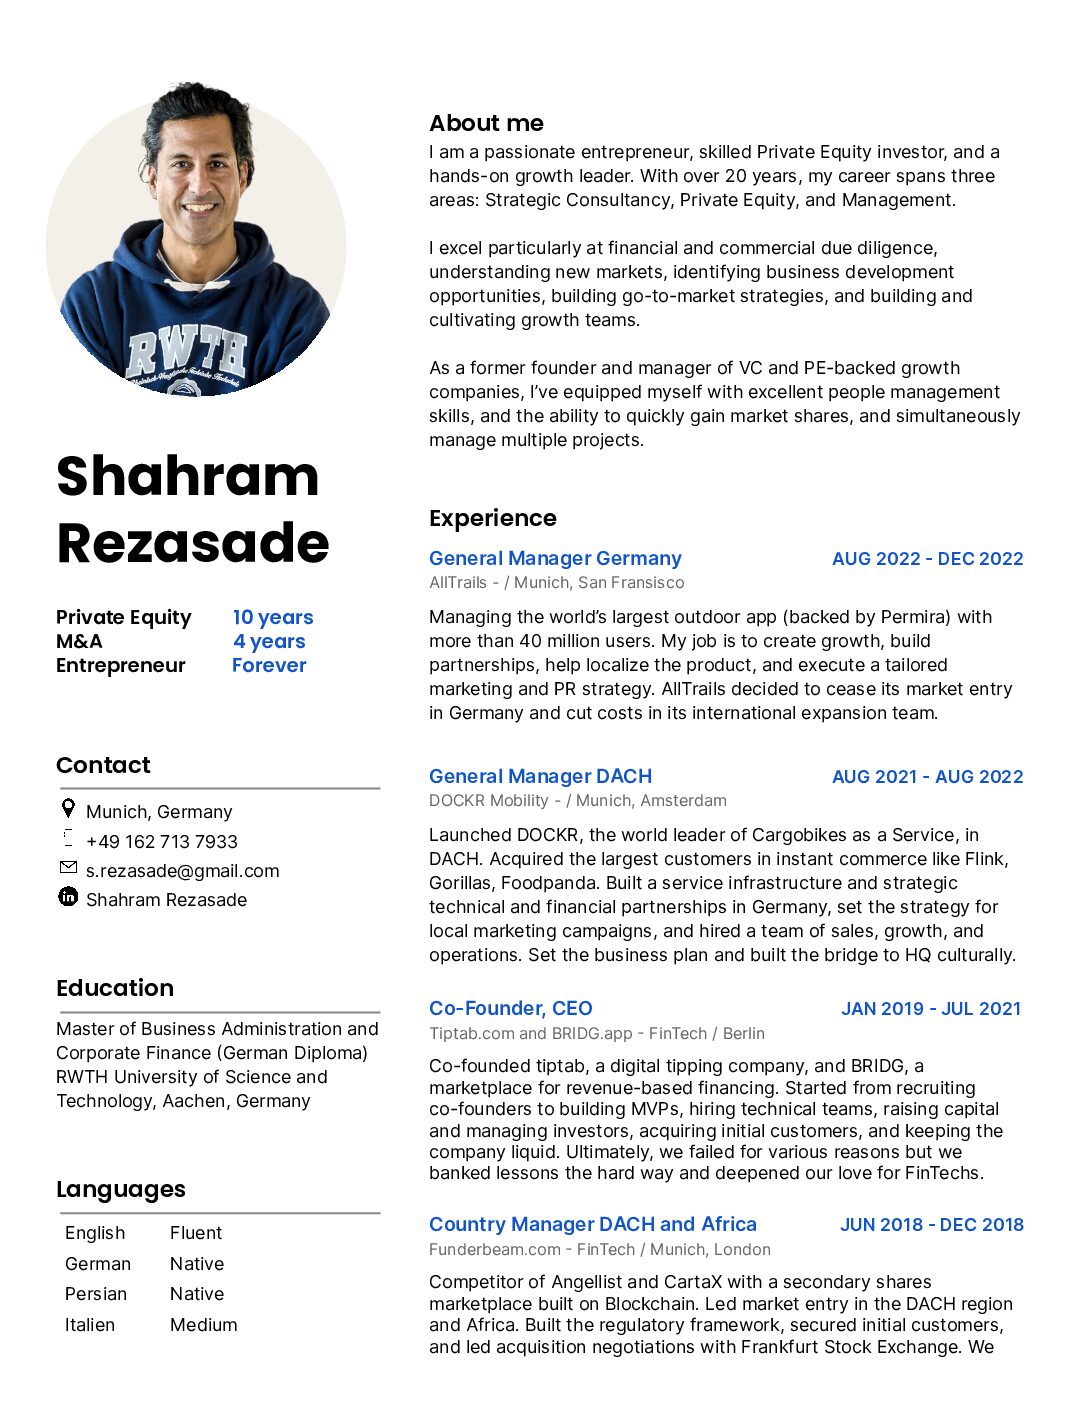 RWTH
Shahram
Rezasade
Private Equity 10 years
M&A 4 years
Entrepreneur Forever
Contact
Munich, Germany
+49 162 713 7933
s.rezasade@gmail.com
in Shahram Rezasade
Education
Master of Business Administration and
Corporate Finance (German Diploma)
RWTH University of Science and
Technology, Aachen, Germany
Languages
English Fluent
German Native
Persian Native
Italien Medium
About me
I am a passionate entrepreneur, skilled Private Equity investor, and a
hands-on growth leader. With over 20 years, my career spans three
areas: Strategic Consultancy, Private Equity, and Management.
I excel particularly at financial and commercial due diligence,
understanding new markets, identifying business development
opportunities, building go-to-market strategies, and building and
cultivating growth teams.
As a former founder and manager of VC and PE-backed growth
companies, I’ve equipped myself with excellent people management
skills, and the ability to quickly gain market shares, and simultaneously
manage multiple projects.
Experience
General Manager Germany AUG 2022 - DEC 2022
AllTrails - / Munich, San Fransisco
Managing the world’s largest outdoor app (backed by Permira) with
more than 40 million users. My job is to create growth, build
partnerships, help localize the product, and execute a tailored
marketing and PR strategy. AllTrails decided to cease its market entry
in Germany and cut costs in its international expansion team.
General Manager DACH AUG 2021 - AUG 2022
DOCKR Mobility - / Munich, Amsterdam
Launched DOCKR, the world leader of Cargobikes as a Service, in
DACH. Acquired the largest customers in instant commerce like Flink,
Gorillas, Foodpanda. Built a service infrastructure and strategic
technical and financial partnerships in Germany, set the strategy for
local marketing campaigns, and hired a team of sales, growth, and
operations. Set the business plan and built the bridge to HQ culturally.
Co-Founder, CEO JAN 2019 - JUL 2021
Tiptab.com and BRIDG.app - FinTech / Berlin
Co-founded tiptab, a digital tipping company, and BRIDG, a
marketplace for revenue-based financing. Started from recruiting
co-founders to building MVPs, hiring technical teams, raising capital
and managing investors, acquiring initial customers, and keeping the
company liquid. Ultimately, we failed for various reasons but we
banked lessons the hard way and deepened our love for FinTechs.
Country Manager DACH and Africa JUN 2018 - DEC 2018
Funderbeam.com - FinTech / Munich, London
Competitor of Angellist and CartaX with a secondary shares
marketplace built on Blockchain. Led market entry in the DACH region
and Africa. Built the regulatory framework, secured initial customers,
and led acquisition negotiations with Frankfurt Stock Exchange. We